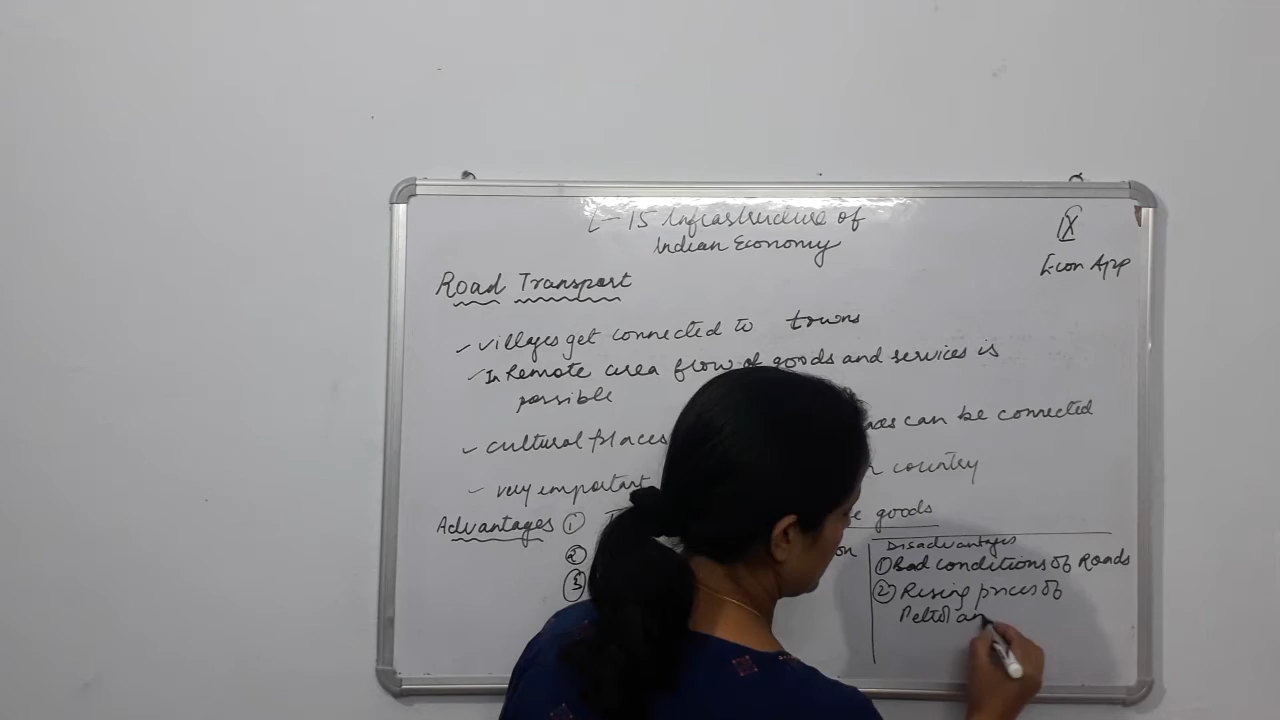 L-15 Infrastructure of
Indian Economy
IX
Econ App
Road Transport
villages get connected to towns
In Remote area flow of goods and services is
possible
cultural places can be connected
very important country
Advantages ① goods
②
③
Disadvantages
① Bad conditions of Roads
② Rising prices of
Petrol an